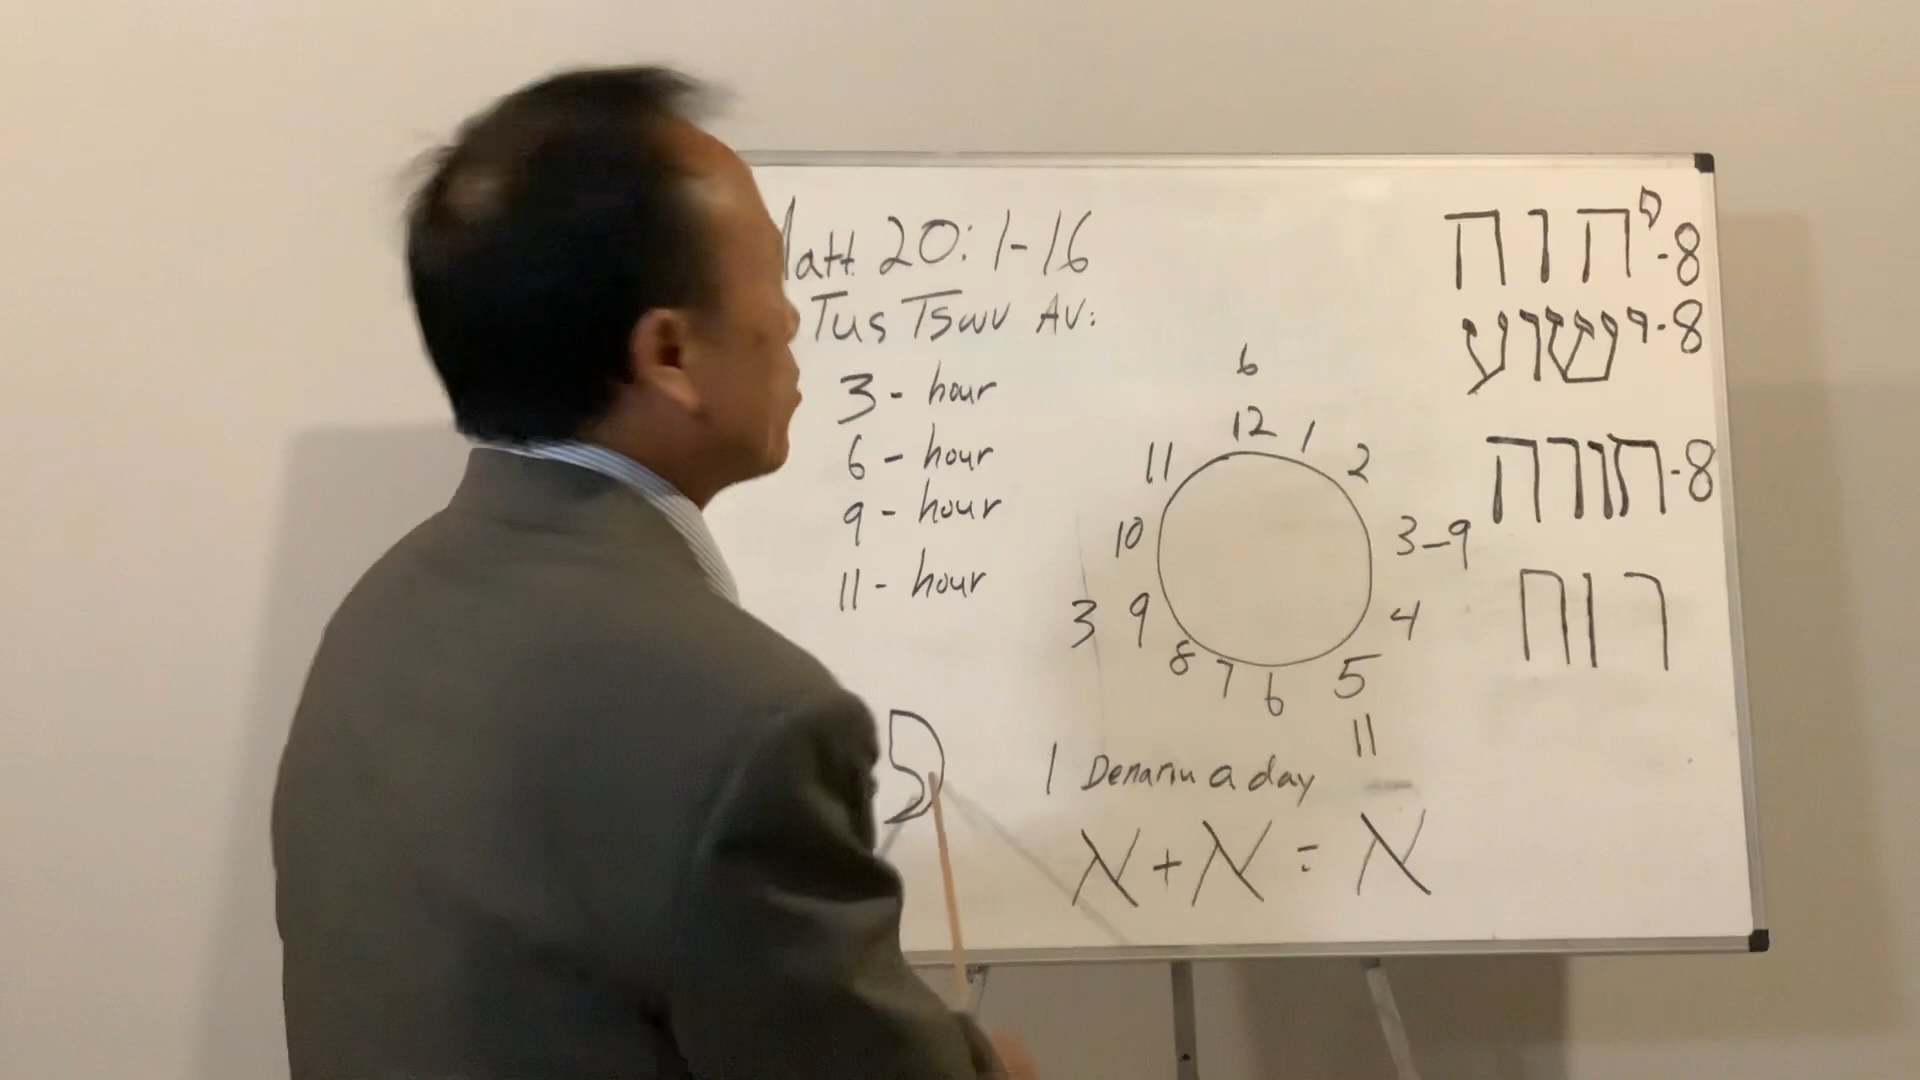 Matt 20: 1-16
Tus Tswv AV:
3 - hour
6 - hour
9 - hour
11 - hour
6
12 1 2
11
10 3-9
3 9 4
8 7 6 5
11
1 Denariu a day
א + א = א
יהוה - 8
ישוע - 8
תורה - 8
רוח